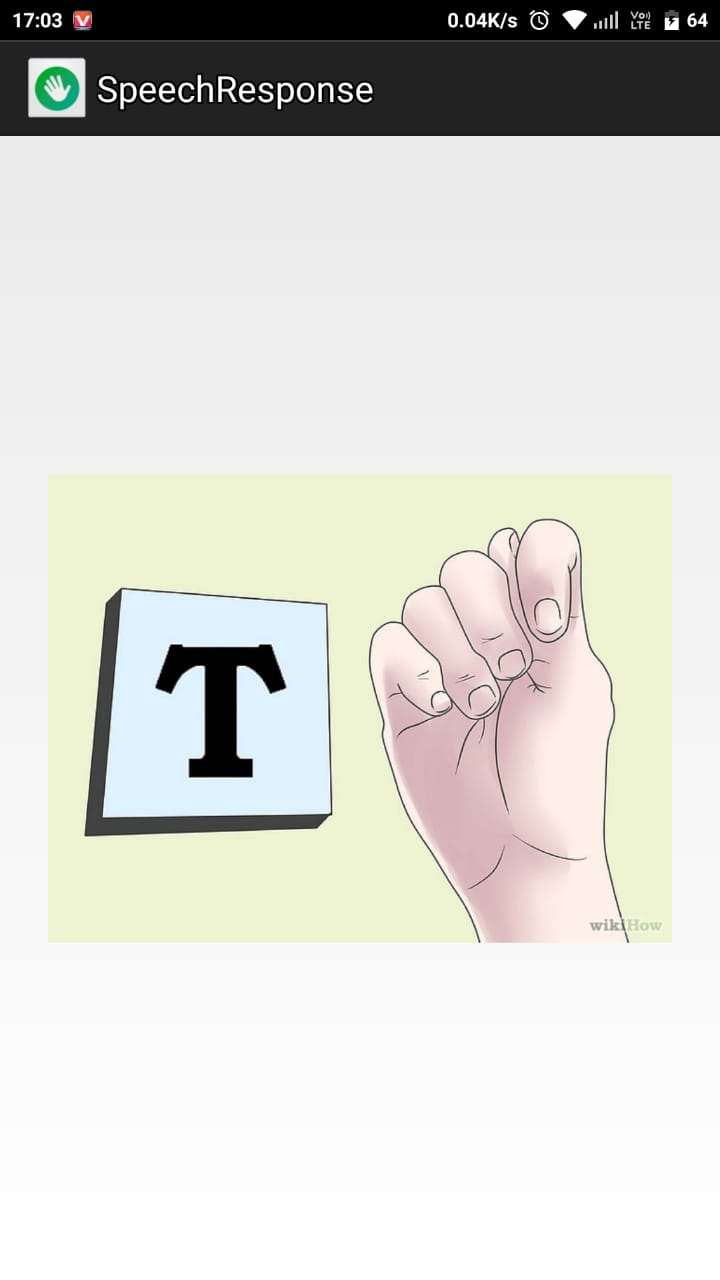 17:03 0.04K/s Vo) LTE 64
SpeechResponse
T
wikiHow